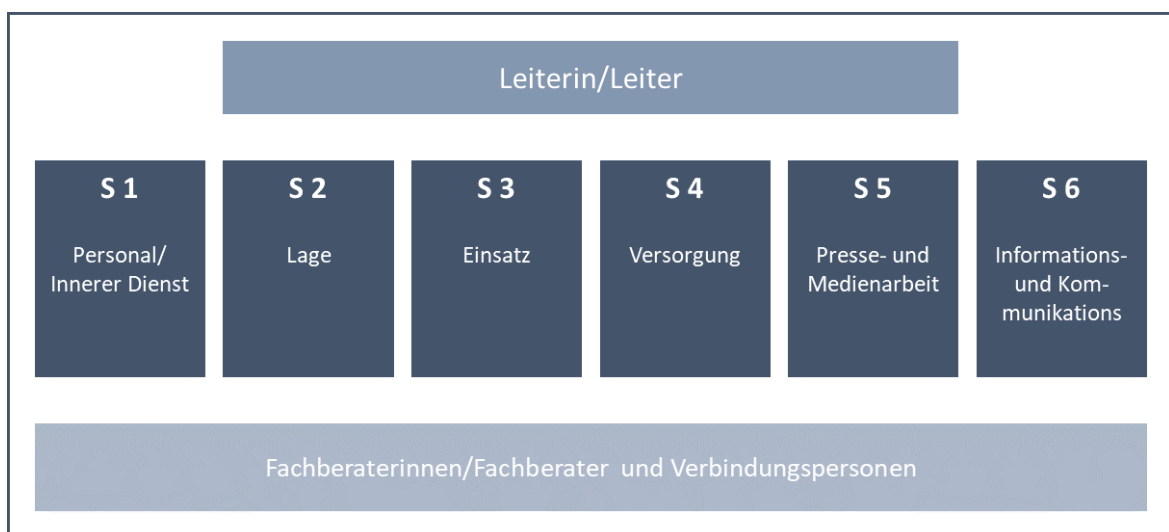 Leiterin/Leiter
S 1
Personal/
Innerer Dienst
S 2
Lage
S 3
Einsatz
S 4
Versorgung
S 5
Presse- und
Medienarbeit
S 6
Informations-
und Kom-
munikations
Fachberaterinnen/Fachberater und Verbindungspersonen